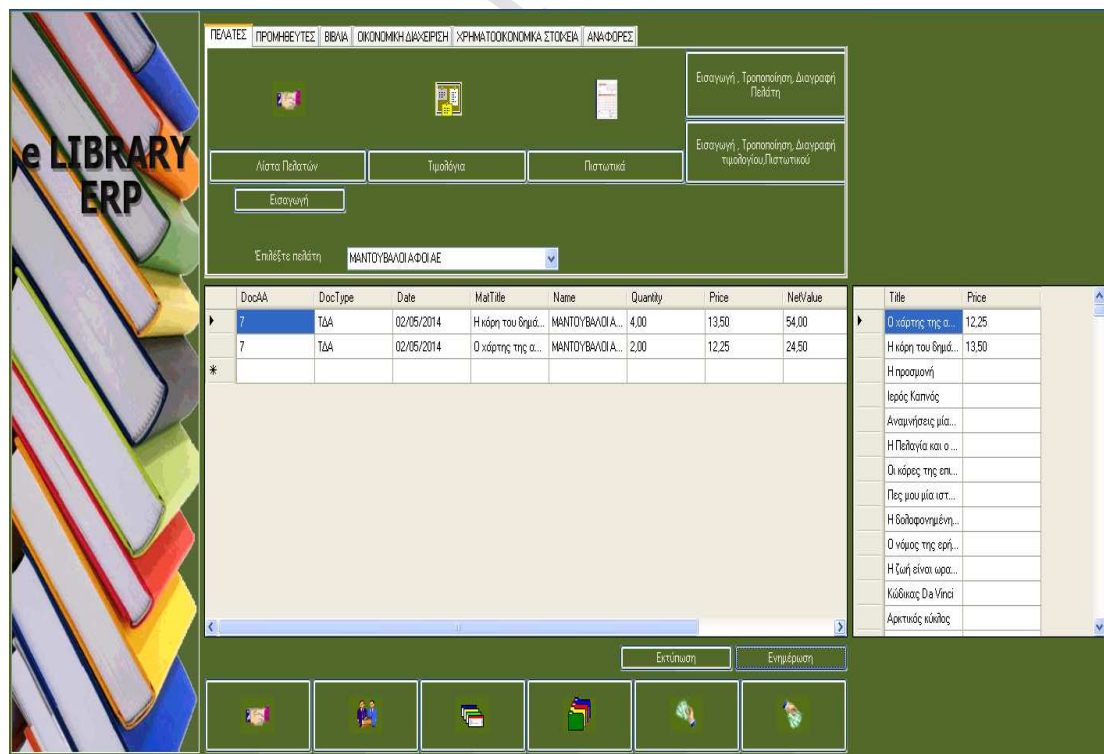 e LIBRARY
ERP
ΠΕΛΑΤΕΣ ΠΡΟΜΗΘΕΥΤΕΣ ΒΙΒΛΙΑ ΟΙΚΟΝΟΜΙΚΗ ΔΙΑΧΕΙΡΙΣΗ ΧΡΗΜΑΤΟΟΙΚΟΝΟΜΙΚΑ ΣΤΟΙΧΕΙΑ ΑΝΑΦΟΡΕΣ
Εισαγωγή , Τροποποίηση, Διαγραφή
Πελάτη
Εισαγωγή , Τροποποίηση, Διαγραφή
τιμολογίου,Πιστωτικού
Λίστα Πελατών Τιμολόγια Πιστωτικά
Εισαγωγή
Έπιλέξτε πελάτη ΜΑΝΤΟΥΒΑΛΟΙ ΑΦΟΙ ΑΕ
DocAA DocType Date MatTitle Name Quantity Price NetValue
7 ΤΔΑ 02/05/2014 Η κόρη του δημά... ΜΑΝΤΟΥΒΑΛΟΙ Α... 4,00 13,50 54,00
7 ΤΔΑ 02/05/2014 Ο χάρτης της α... ΜΑΝΤΟΥΒΑΛΟΙ Α... 2,00 12,25 24,50
Title Price
Ο χάρτης της α... 12,25
Η κόρη του δημά... 13,50
Η προσμονή
Ιερός Καπνός
Αναμνήσεις μία...
Η Πελαγία και ο ...
Οι κόρες της επι...
Πες μου μία ιστ...
Η δολοφονημένη...
Ο νόμος της ερή...
Η ζωή είναι ωρα...
Κώδικας Da Vinci
Αρκτικός κύκλος
Εκτύπωση Ενημέρωση